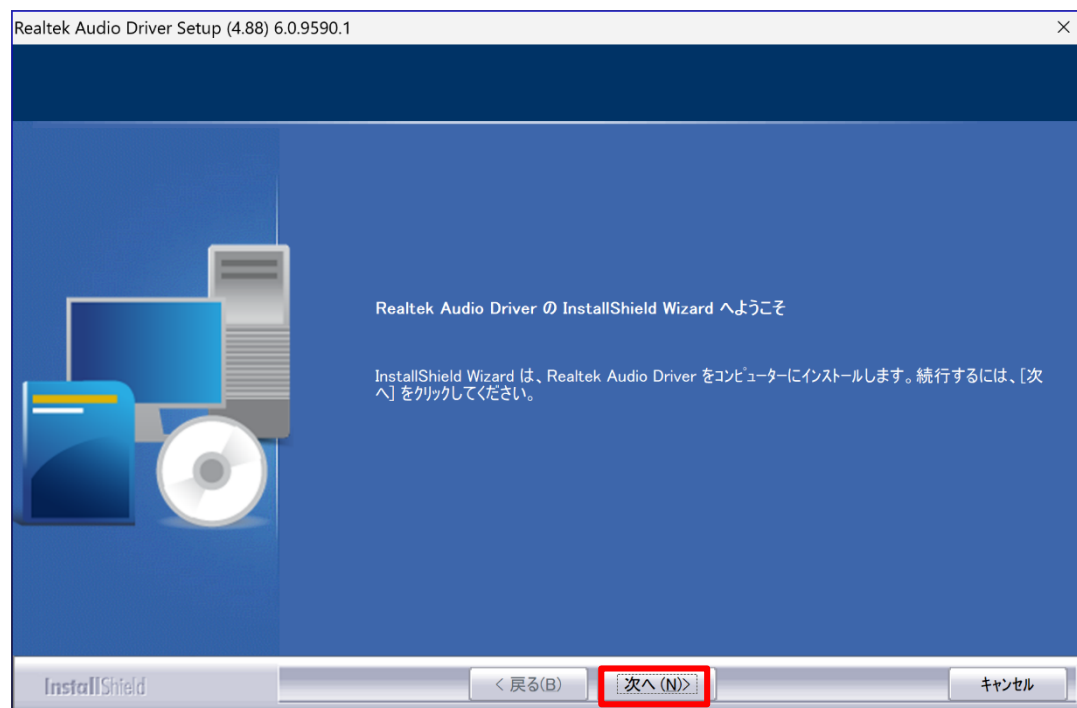 Realtek Audio Driver Setup (4.88) 6.0.9590.1
Realtek Audio Driver の InstallShield Wizard へようこそ
InstallShield Wizard は、Realtek Audio Driver をｺﾝﾋﾟｭｰﾀｰにｲﾝｽﾄｰﾙします。続行するには、[次
へ] をｸﾘｯｸしてください。
InstallShield
< 戻る(B)
次へ (N)>
ｷｬﾝｾﾙ